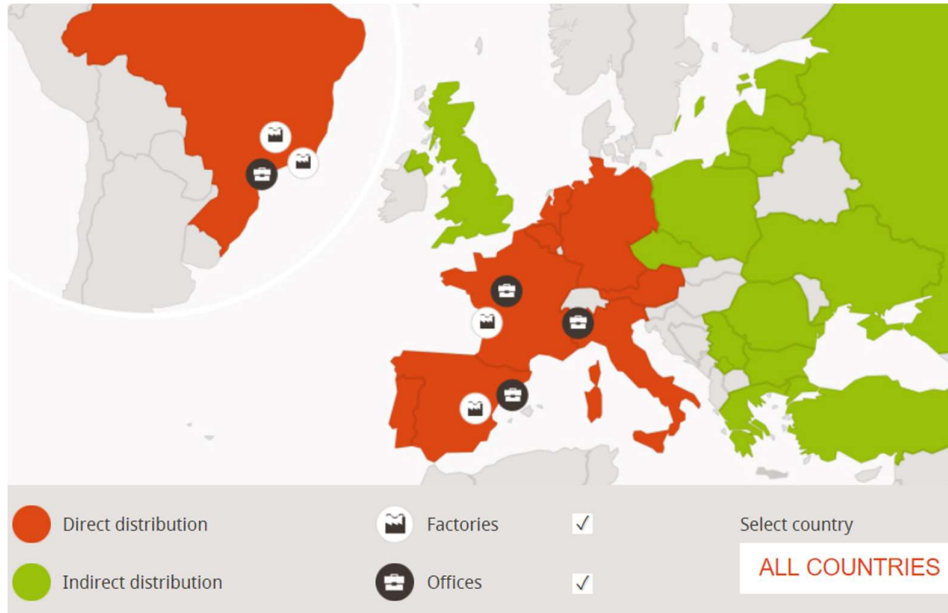 Direct distribution
Factories ✓
Select country
Indirect distribution
Offices ✓
ALL COUNTRIES